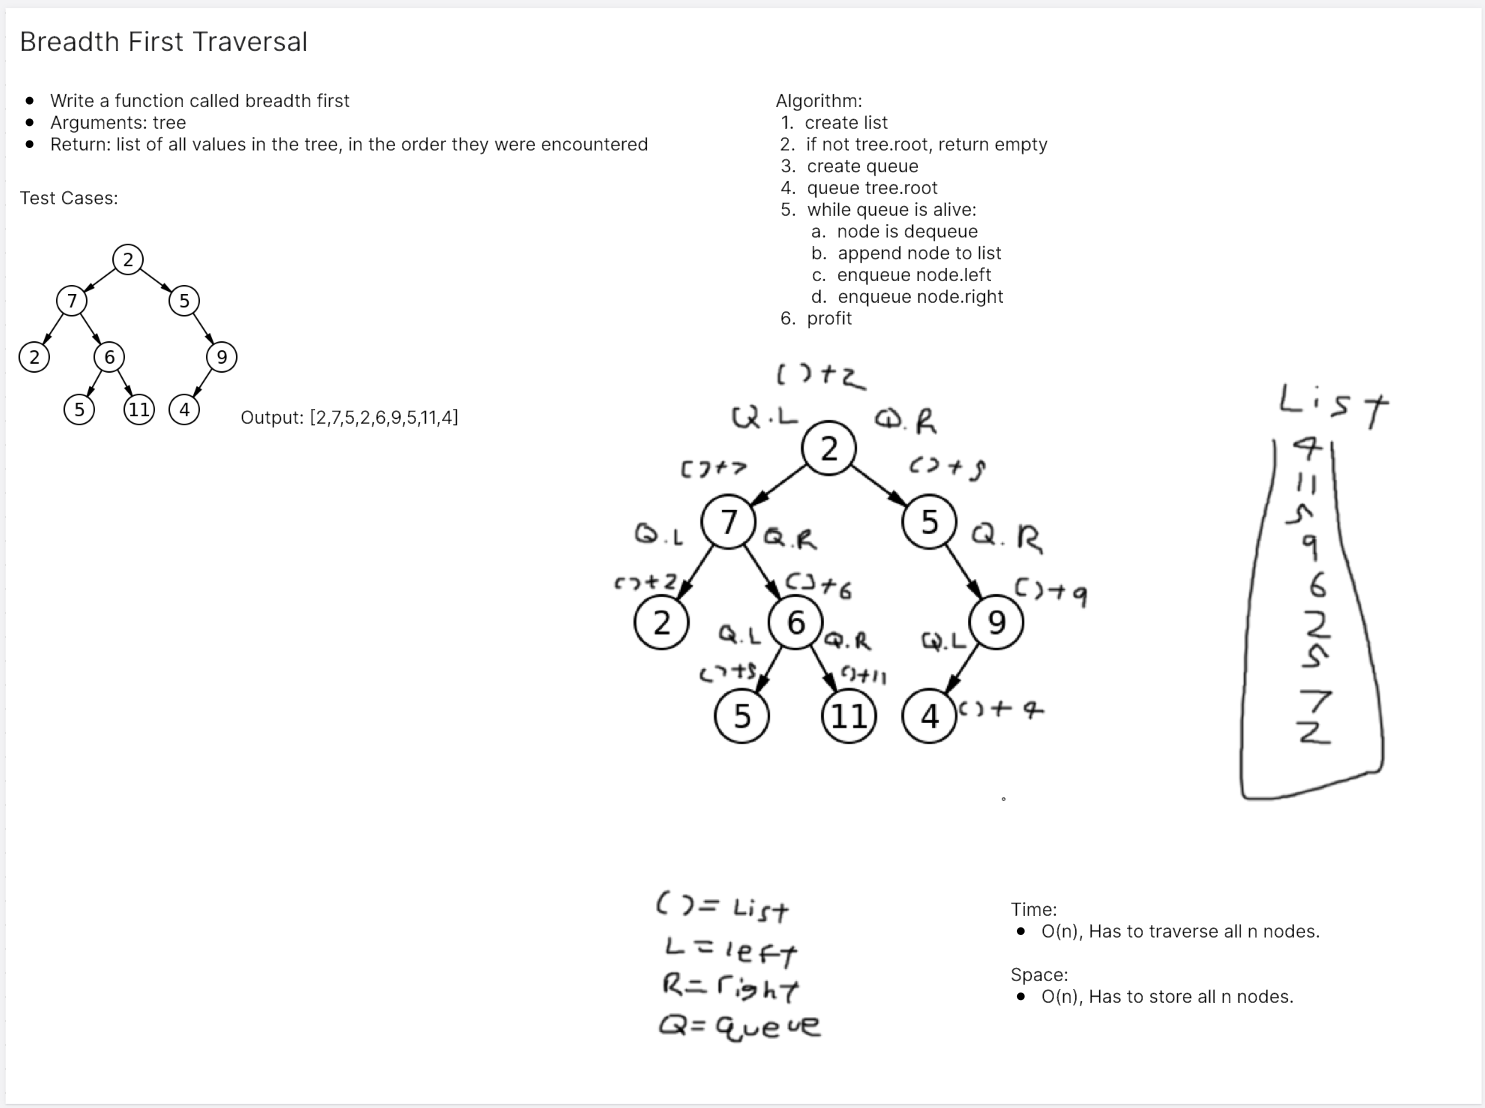 Breadth First Traversal
• Write a function called breadth first
• Arguments: tree
• Return: list of all values in the tree, in the order they were encountered
Test Cases:
2
7 5
2 6 9
5 11 4
Output: [2,7,5,2,6,9,5,11,4]
Algorithm:
1. create list
2. if not tree.root, return empty
3. create queue
4. queue tree.root
5. while queue is alive:
a. node is dequeue
b. append node to list
c. enqueue node.left
d. enqueue node.right
6. profit
()+2
Q.L Q.R
2
()+7 ()+5
7 5
Q.L Q.R Q.R
()+2 ()+6 ()+9
2 6 9
Q.L Q.R Q.L
()+5 ()+11
5 11 4 ()+4
List
4
11
5
9
6
2
5
7
2
()= List
L = left
R= right
Q= queue
Time:
• O(n), Has to traverse all n nodes.
Space:
• O(n), Has to store all n nodes.